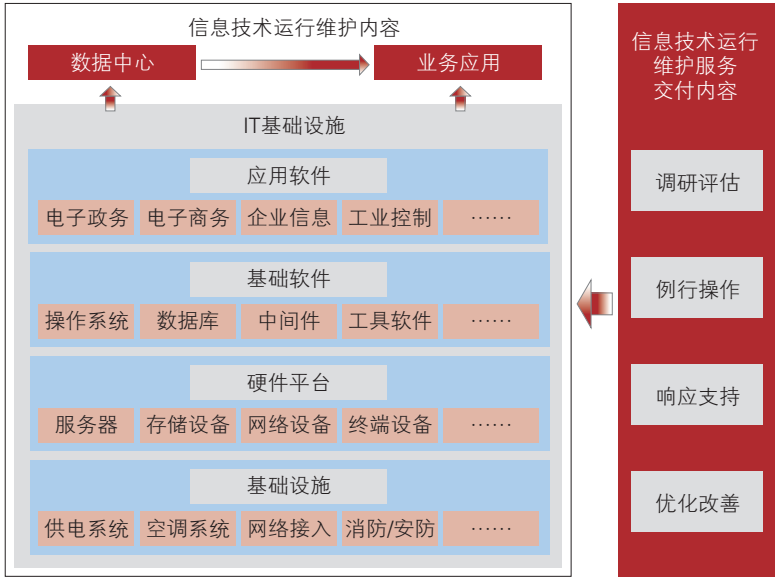 信息技术运行维护内容
数据中心
业务应用
IT基础设施
应用软件
电子政务 电子商务 企业信息 工业控制 ……
基础软件
操作系统 数据库 中间件 工具软件 ……
硬件平台
服务器 存储设备 网络设备 终端设备 ……
基础设施
供电系统 空调系统 网络接入 消防/安防 ……
信息技术运行
维护服务
交付内容
调研评估
例行操作
响应支持
优化改善